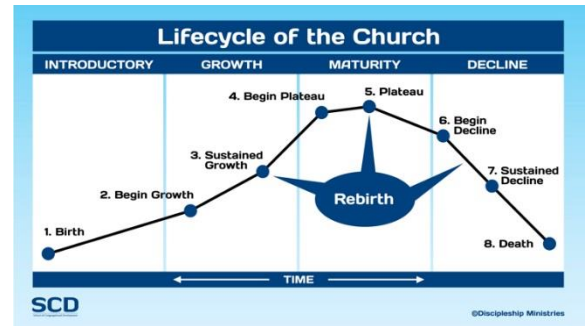 Lifecycle of the Church
INTRODUCTORY
GROWTH
MATURITY
DECLINE
1. Birth
2. Begin Growth
3. Sustained
Growth
4. Begin Plateau
5. Plateau
6. Begin
Decline
7. Sustained
Decline
8. Death
Rebirth
TIME
SCD
©Discipleship Ministries